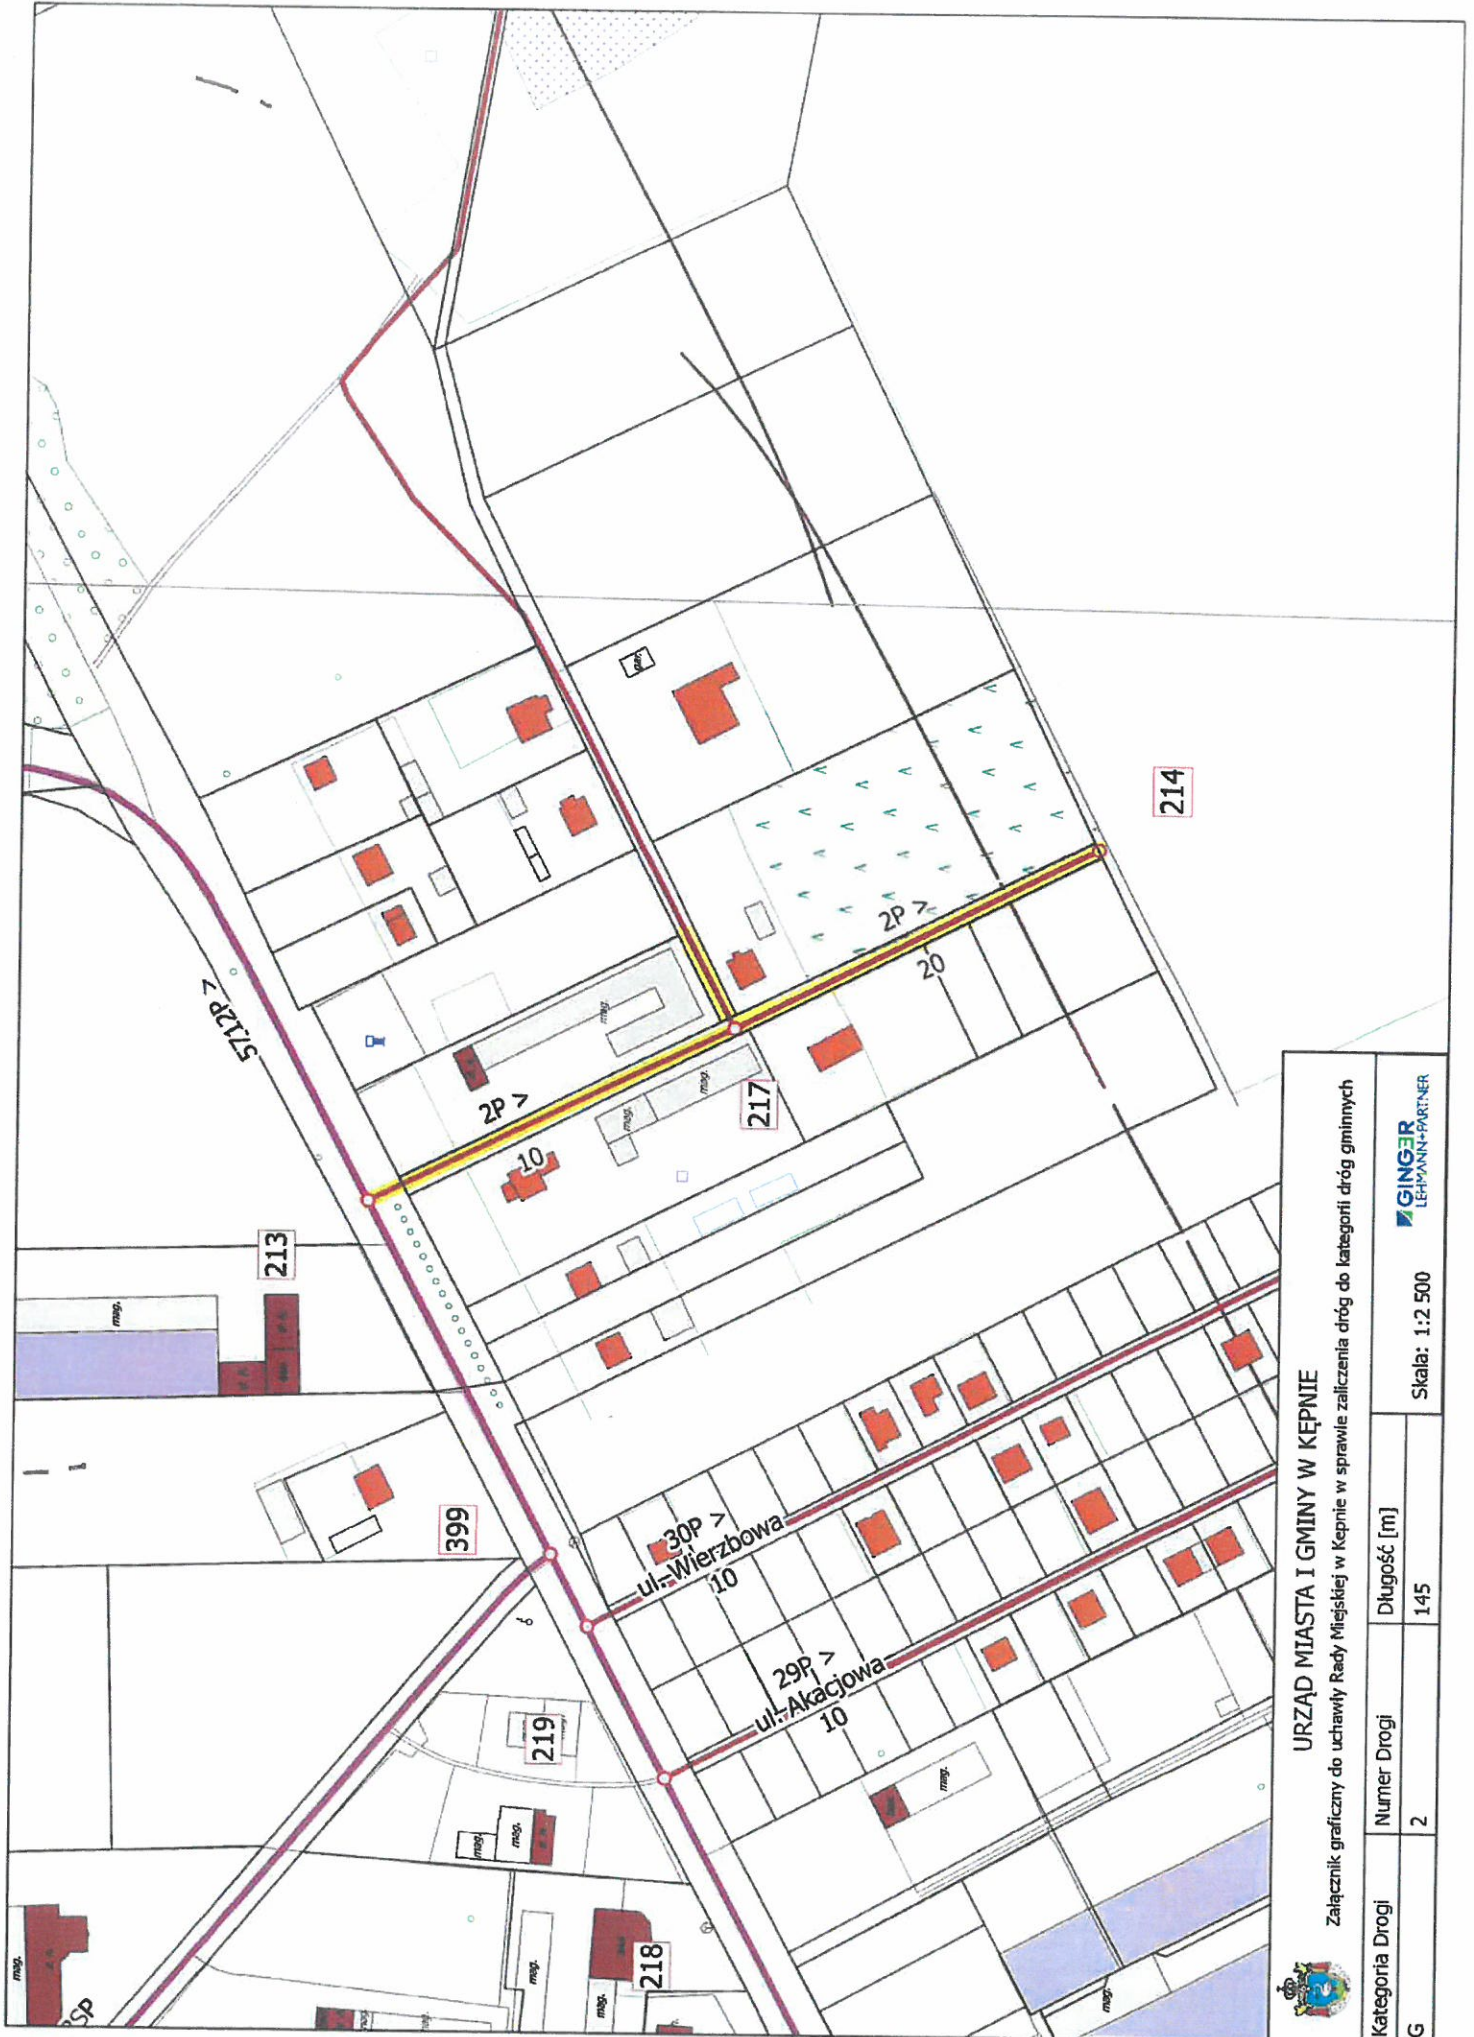 213
399
219
218
217
214
5712P >
2P >
10
2P >
20
30P >
ul. Wierzbowa
10
29P >
ul. Akacjowa
10
mag.
mag.
mag.
mag.
mag.
mag.
mag.
mag.
mag.
mag.
mag.
mag.
gar.
URZĄD MIASTA I GMINY W KĘPNIE
Załącznik graficzny do uchawły Rady Miejskiej w Kępnie w sprawie zaliczenia dróg do kategorii dróg gminnych
Kategoria Drogi
Numer Drogi
Długość [m]
G
2
145
Skala: 1:2 500
GINGER
LEHMANN+PARTNER